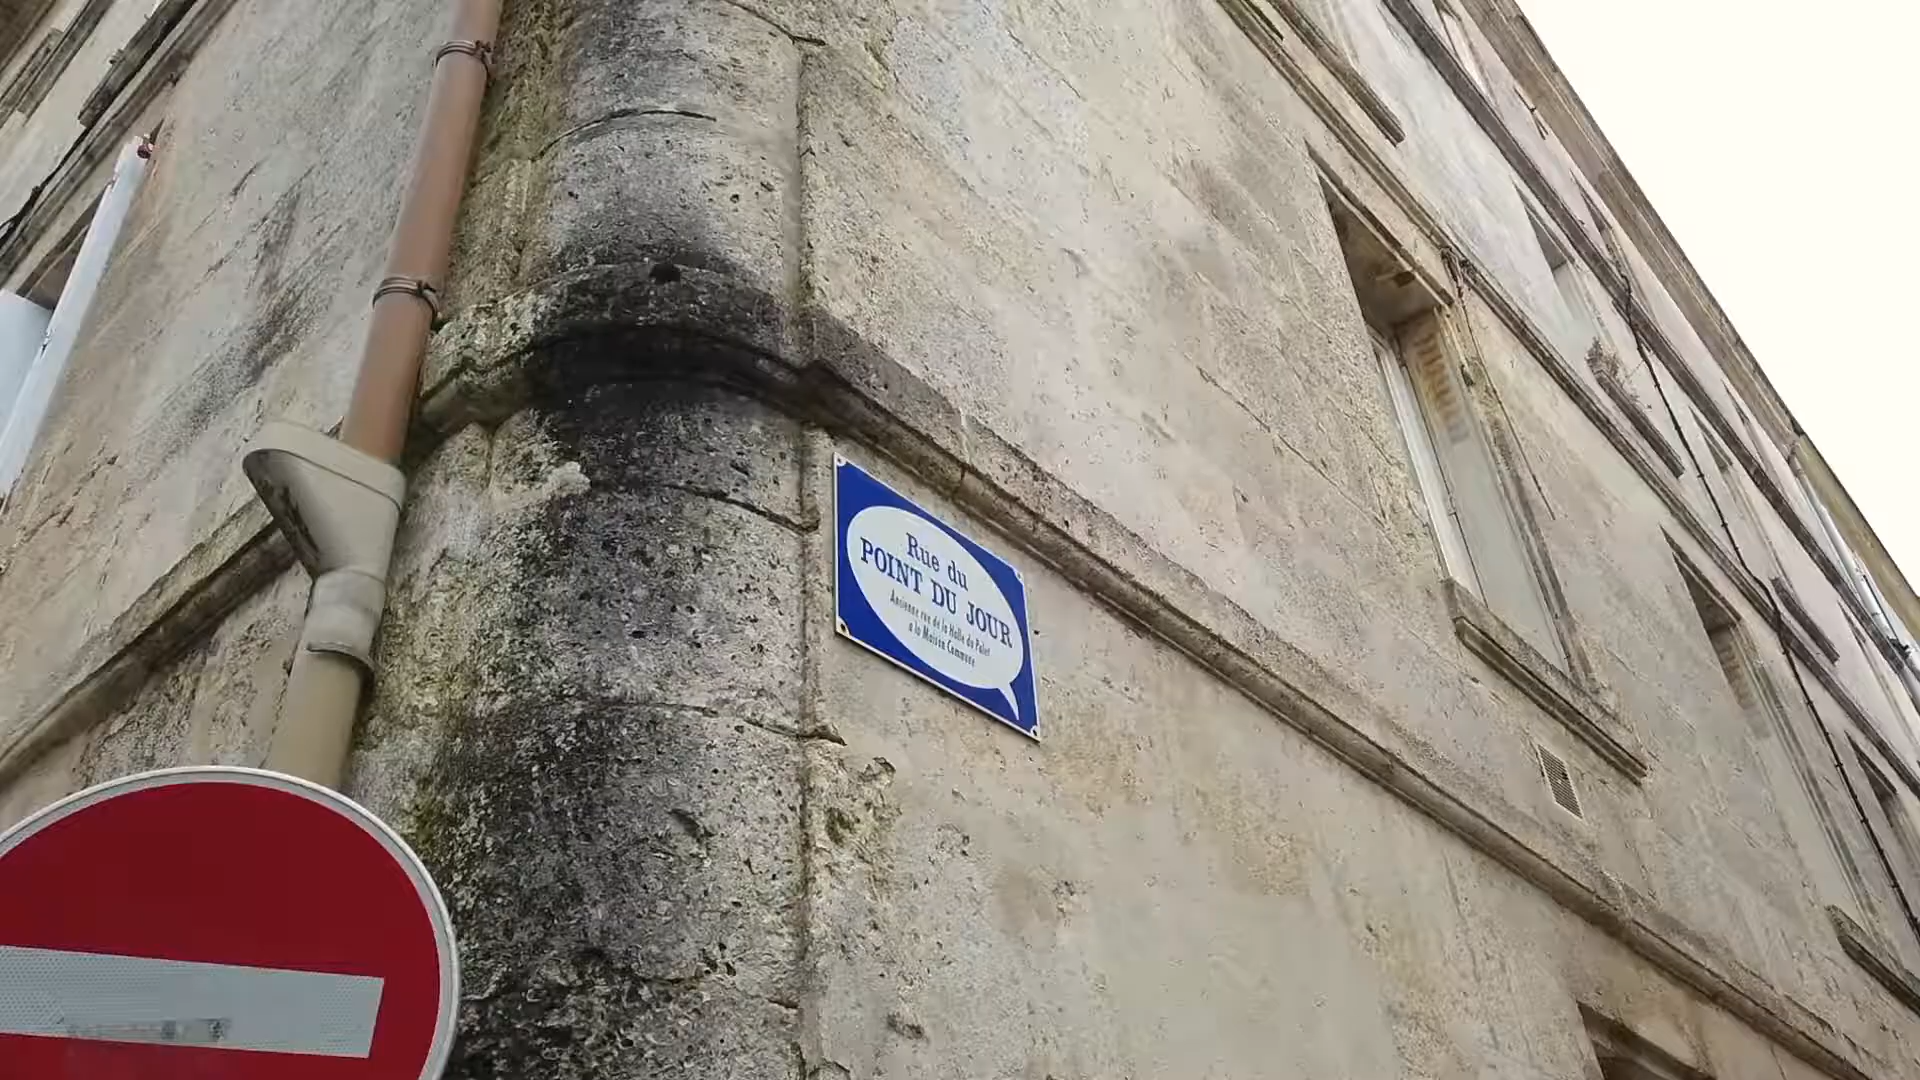 Rue du
POINT DU JOUR
Ancienne rue de la Halle du Palet
a la Maison Commune